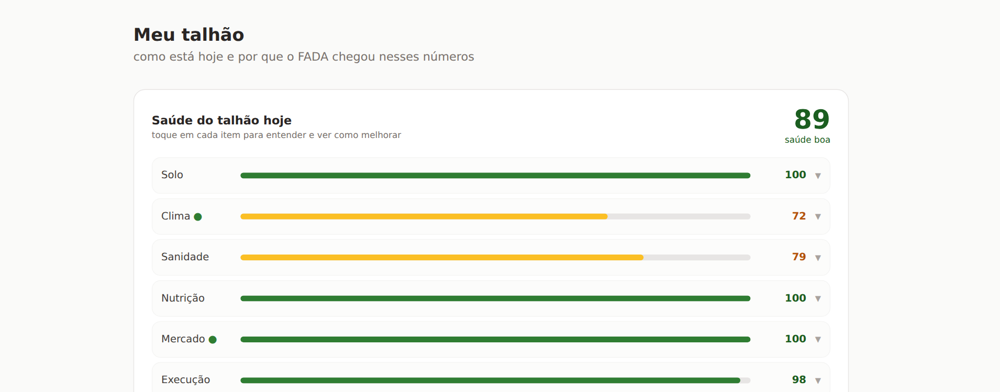 Meu talhão
como está hoje e por que o FADA chegou nesses números
Saúde do talhão hoje
toque em cada item para entender e ver como melhorar
89
saúde boa
Solo 100 ▼
Clima ● 72 ▼
Sanidade 79 ▼
Nutrição 100 ▼
Mercado ● 100 ▼
Execução 98 ▼